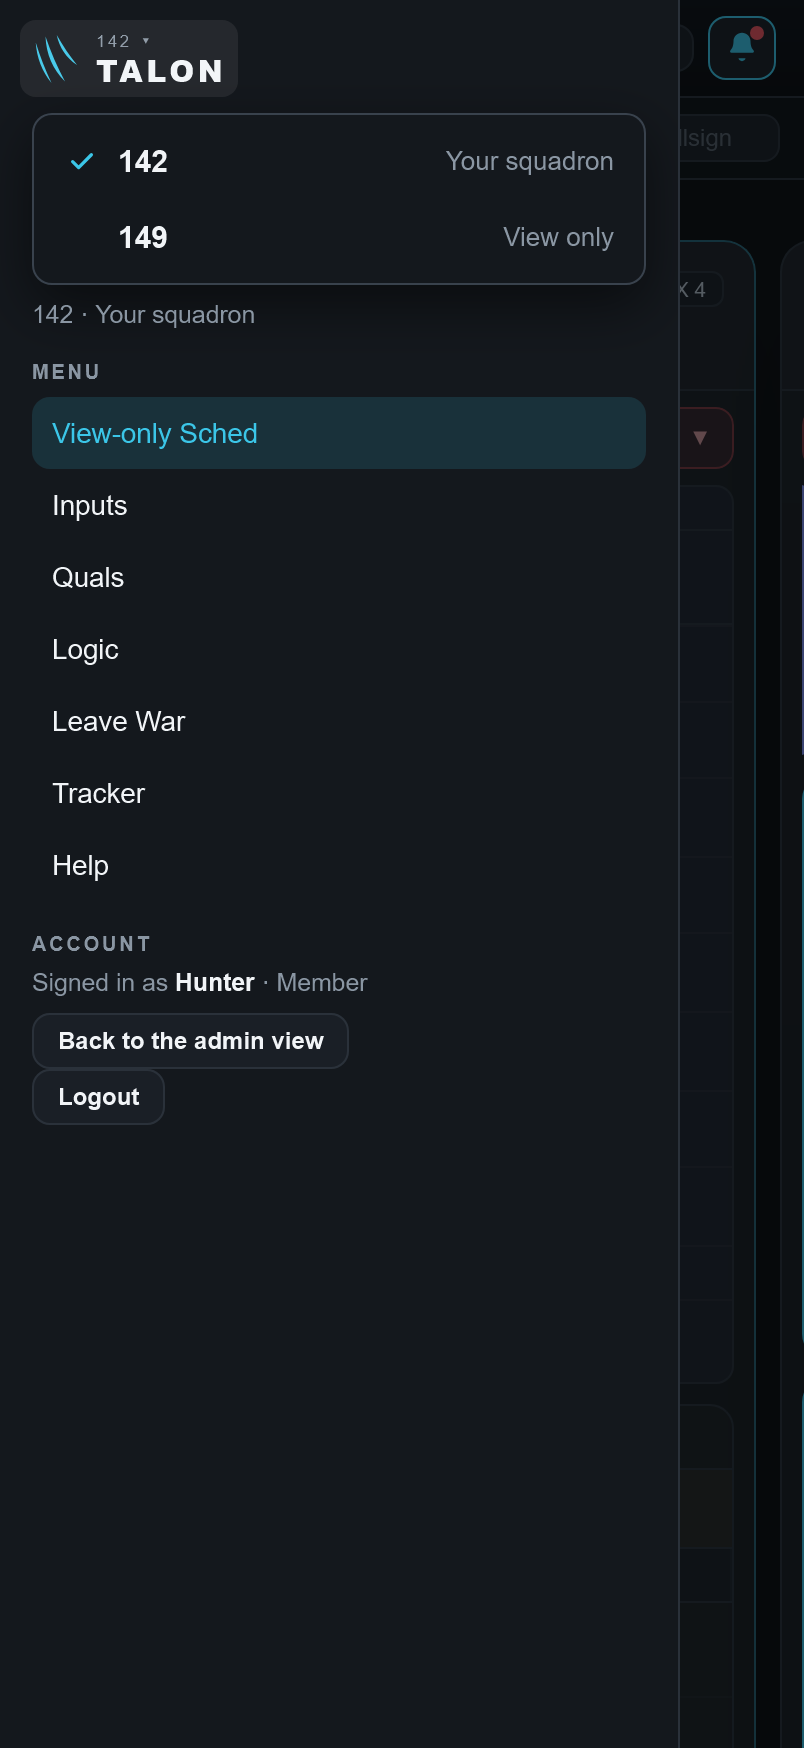 142 ▾
TALON
142 Your squadron
149 View only
142 · Your squadron
MENU
View-only Sched
Inputs
Quals
Logic
Leave War
Tracker
Help
ACCOUNT
Signed in as Hunter · Member
Back to the admin view
Logout
X 4
▼